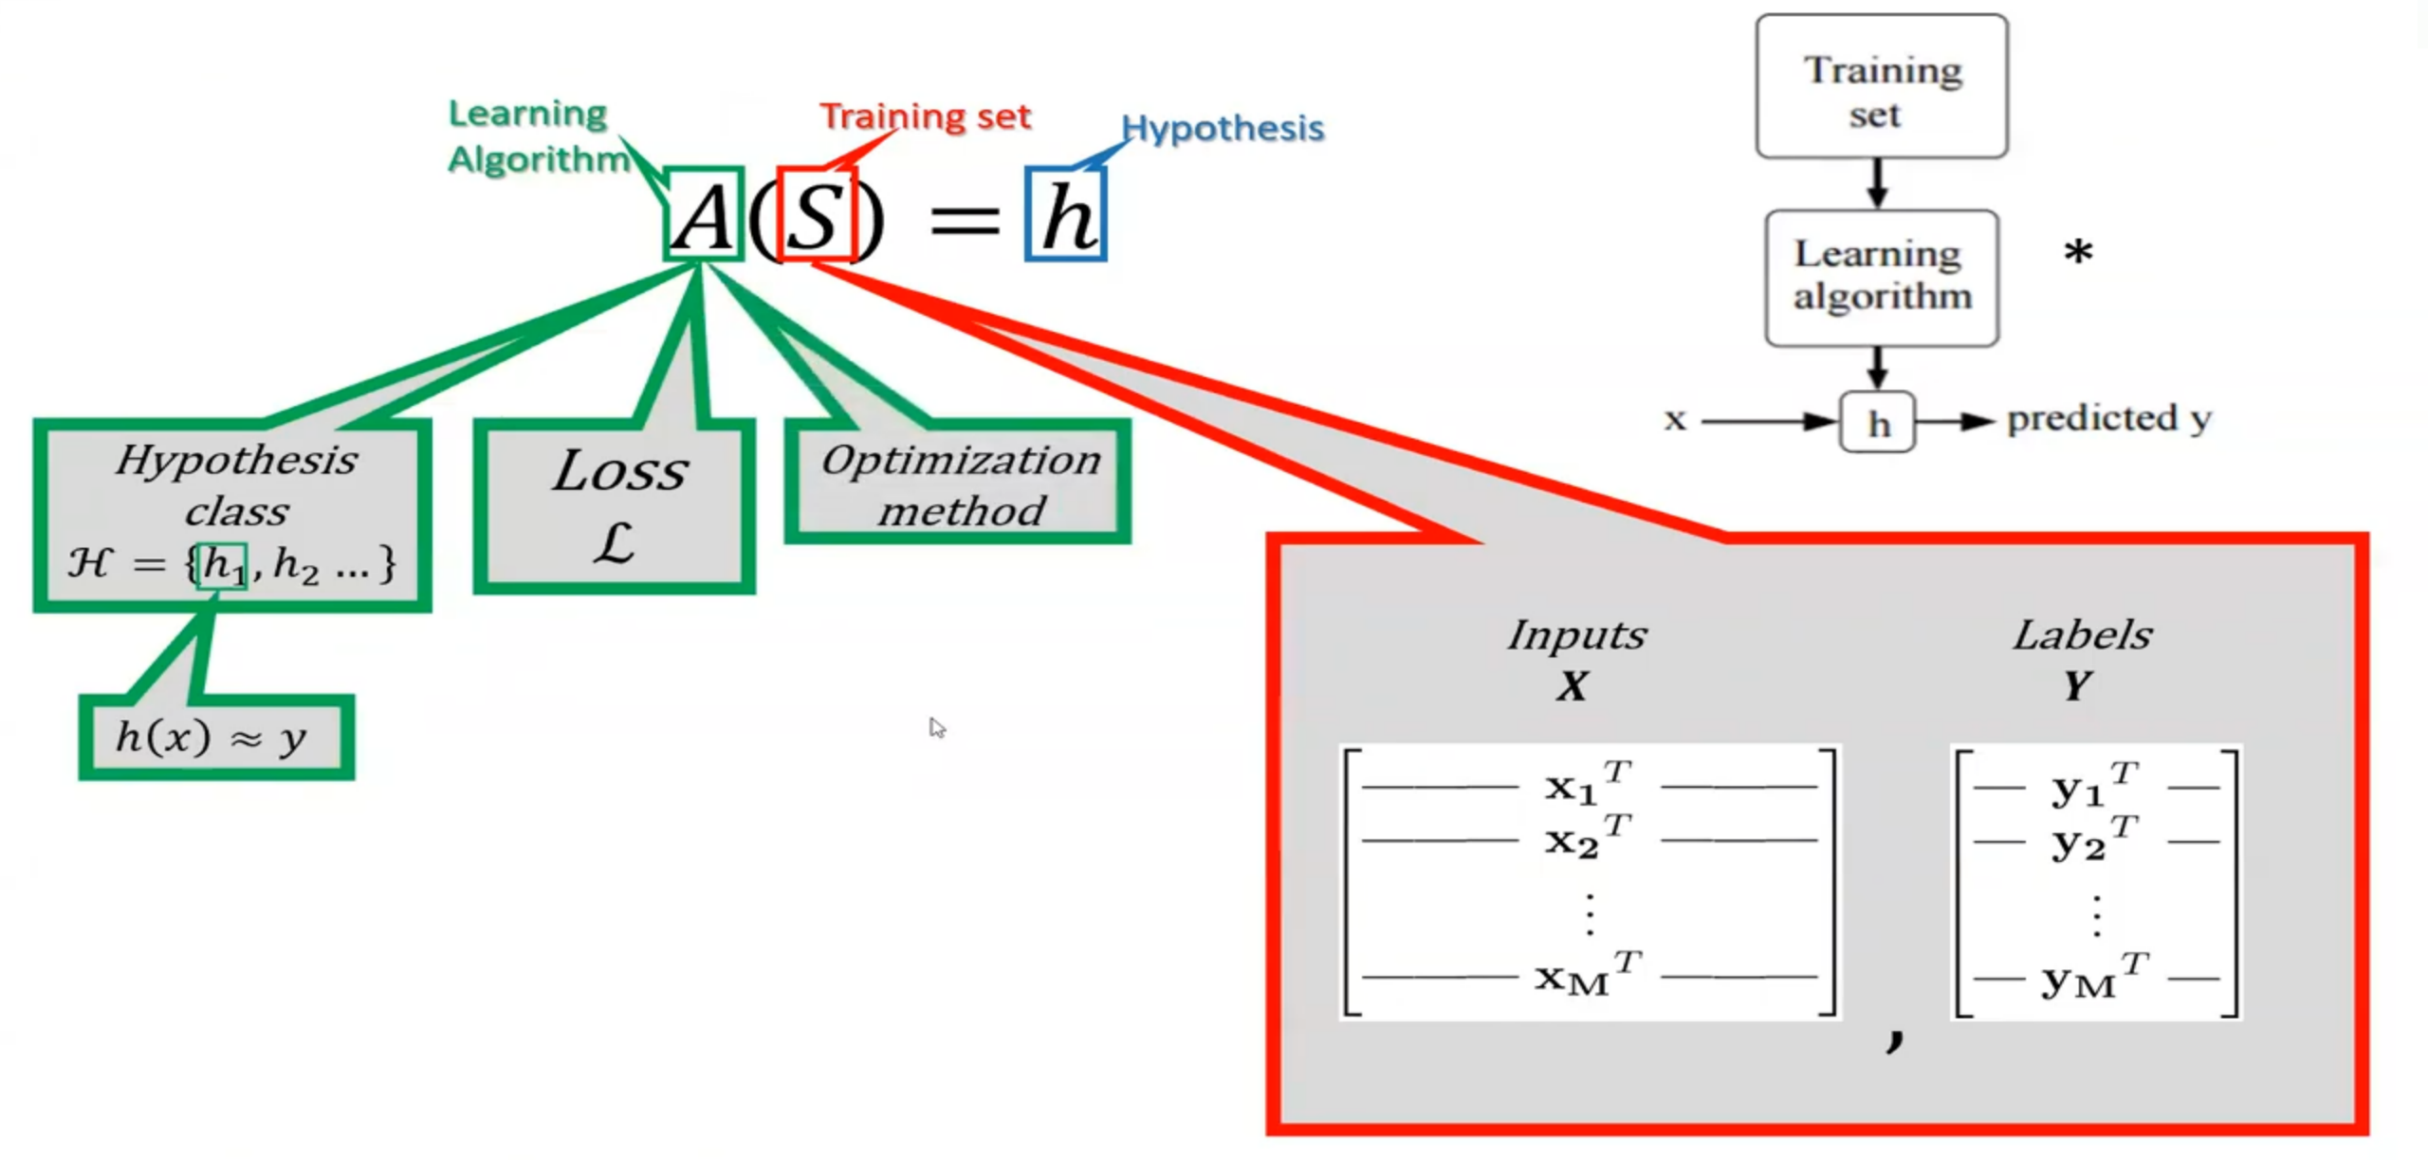 Learning
Algorithm
Training set
Hypothesis
A(S) = h
Training
set
Learning
algorithm
*
x
h
predicted y
Hypothesis
class
ℋ = {h₁, h₂ ...}
Loss
ℒ
Optimization
method
h(x) ≈ y
Inputs
X
Labels
Y
x₁ᵀ
x₂ᵀ
⋮
x_Mᵀ
,
y₁ᵀ
y₂ᵀ
⋮
y_Mᵀ